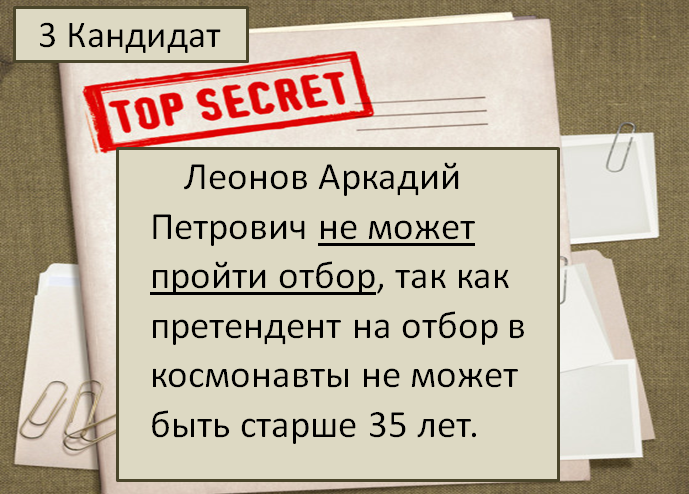 3 Кандидат
TOP SECRET
Леонов Аркадий
Петрович не может
пройти отбор, так как
претендент на отбор в
космонавты не может
быть старше 35 лет.